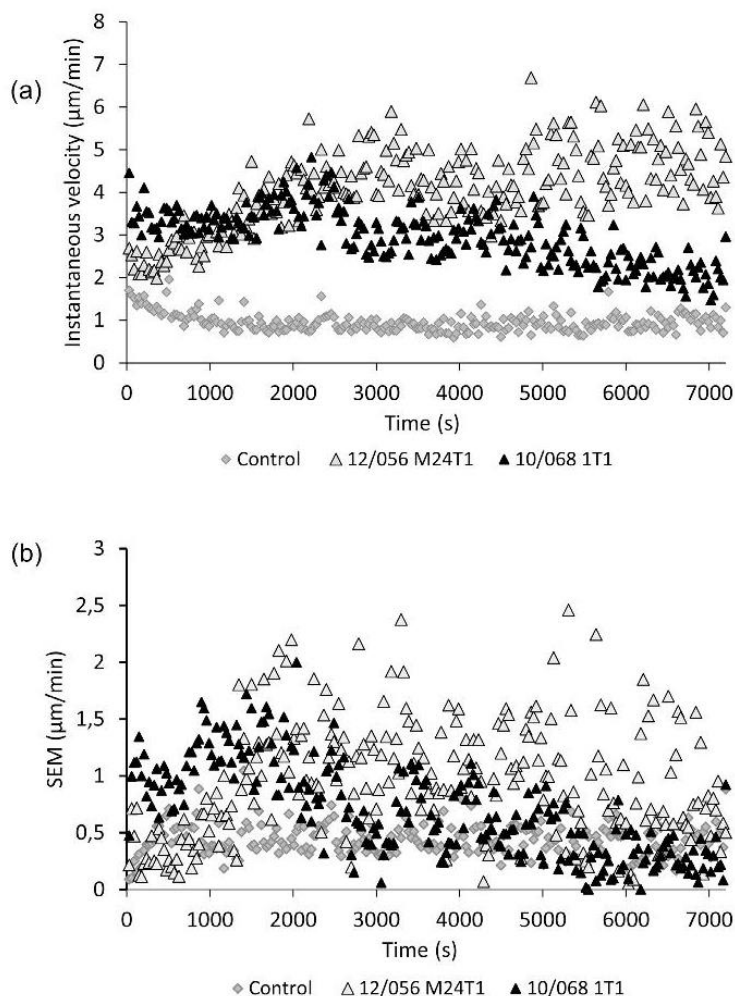 (a)
Instantaneous velocity (µm/min)
8
7
6
5
4
3
2
1
0
0 1000 2000 3000 4000 5000 6000 7000
Time (s)
Control 12/056 M24T1 10/068 1T1
(b)
SEM (µm/min)
3
2,5
2
1,5
1
0,5
0
0 1000 2000 3000 4000 5000 6000 7000
Time (s)
Control 12/056 M24T1 10/068 1T1